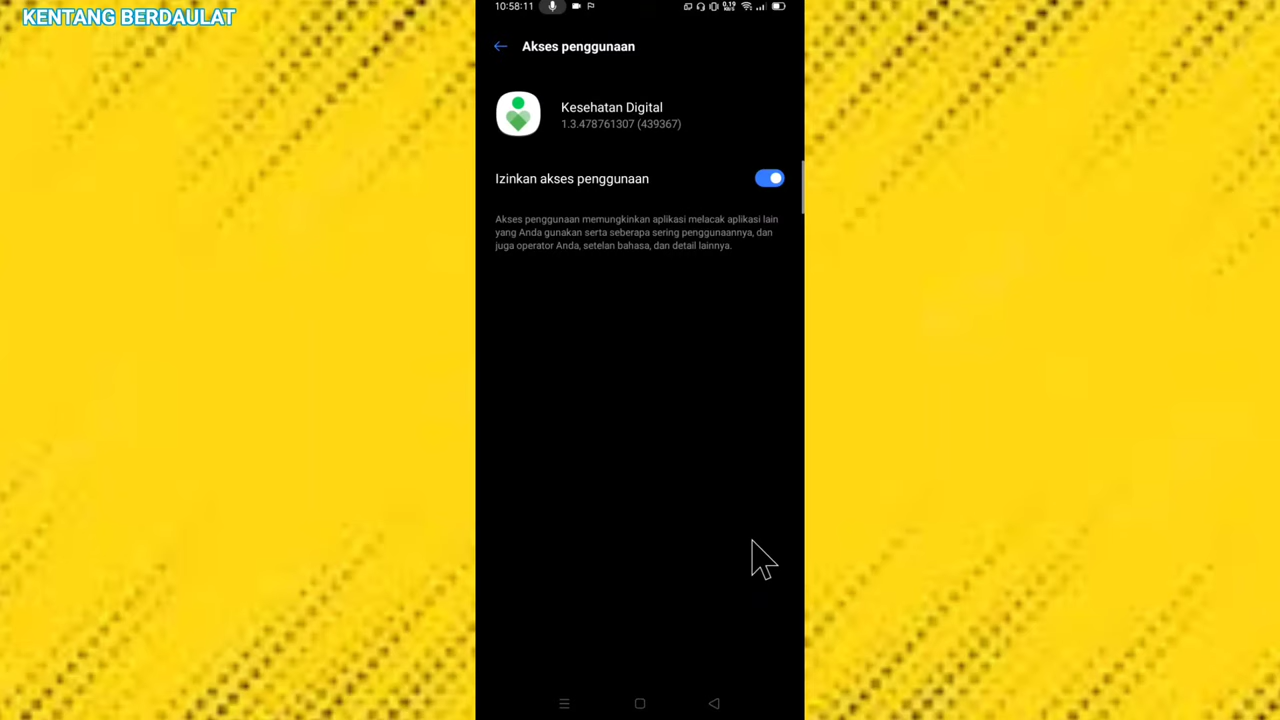 KENTANG BERDAULAT
10:58:11
0.19
Akses penggunaan
Kesehatan Digital
1.3.478761307 (439367)
Izinkan akses penggunaan
Akses penggunaan memungkinkan aplikasi melacak aplikasi lain
yang Anda gunakan serta seberapa sering penggunaannya, dan
juga operator Anda, setelan bahasa, dan detail lainnya.